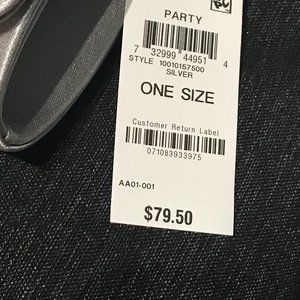 PARTY
7 32999 44951 4
STYLE 10010157500
SILVER
ONE SIZE
Customer Return Label
071083933975
AA01-001
$79.50